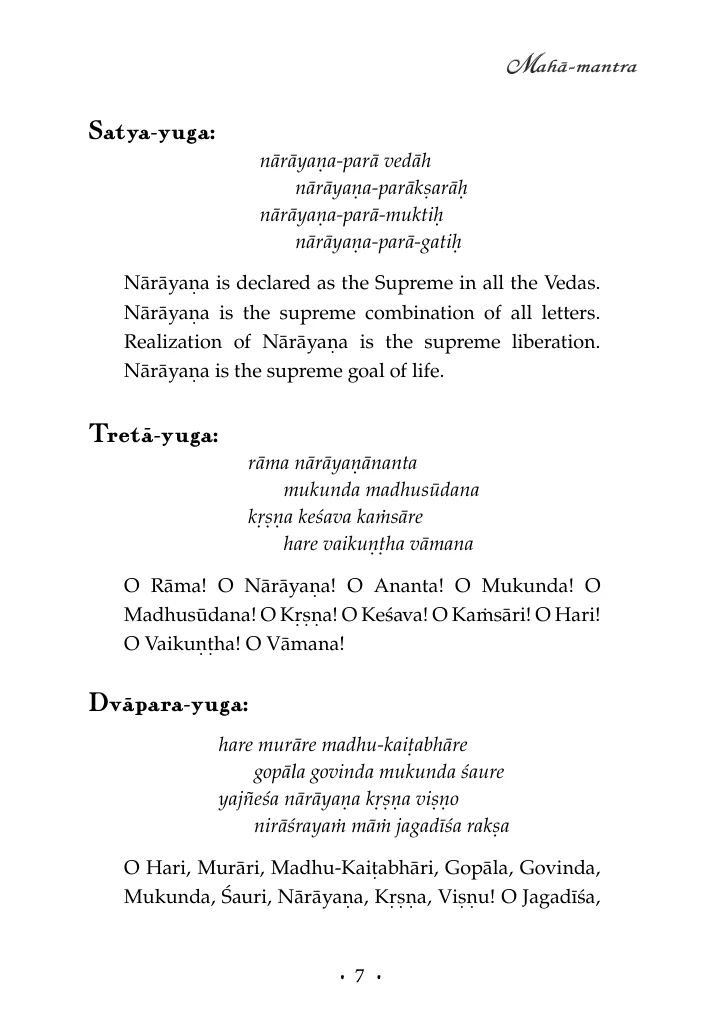 Mahā-mantra
Satya-yuga:
nārāyaṇa-parā vedāh
nārāyaṇa-parākṣarāḥ
nārāyaṇa-parā-muktiḥ
nārāyaṇa-parā-gatiḥ
Nārāyaṇa is declared as the Supreme in all the Vedas.
Nārāyaṇa is the supreme combination of all letters.
Realization of Nārāyaṇa is the supreme liberation.
Nārāyaṇa is the supreme goal of life.
Tretā-yuga:
rāma nārāyaṇānanta
mukunda madhusūdana
kṛṣṇa keśava kaṁsāre
hare vaikuṇṭha vāmana
O Rāma! O Nārāyaṇa! O Ananta! O Mukunda! O
Madhusūdana! O Kṛṣṇa! O Keśava! O Kaṁsāri! O Hari!
O Vaikuṇṭha! O Vāmana!
Dvāpara-yuga:
hare murāre madhu-kaiṭabhāre
gopāla govinda mukunda śaure
yajñeśa nārāyaṇa kṛṣṇa viṣṇo
nirāśrayaṁ māṁ jagadīśa rakṣa
O Hari, Murāri, Madhu-Kaiṭabhāri, Gopāla, Govinda,
Mukunda, Śauri, Nārāyaṇa, Kṛṣṇa, Viṣṇu! O Jagadīśa,
• 7 •